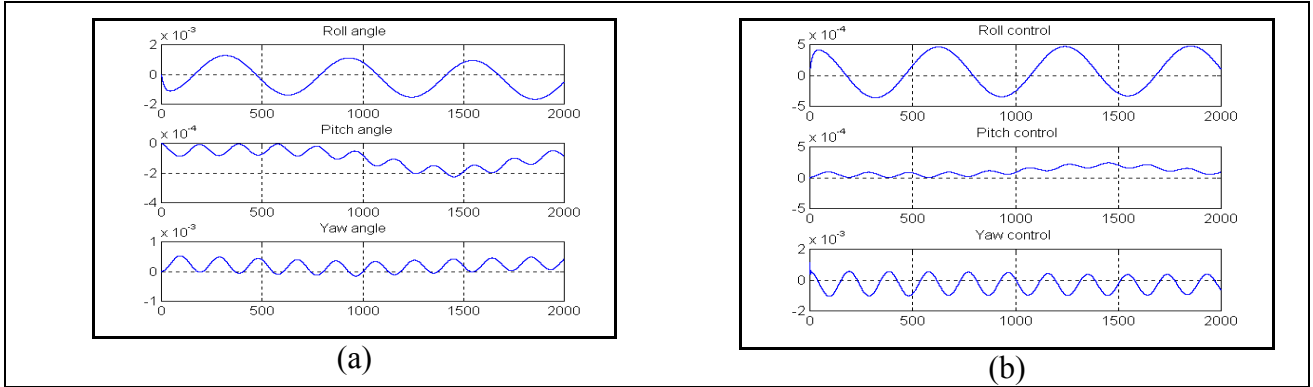 Roll angle
x 10⁻³
2
0
-2
0 500 1000 1500 2000
Pitch angle
x 10⁻⁴
0
-2
-4
0 500 1000 1500 2000
Yaw angle
x 10⁻³
1
0
-1
0 500 1000 1500 2000
(a)
Roll control
x 10⁻⁴
5
0
-5
0 500 1000 1500 2000
Pitch control
x 10⁻⁴
5
0
-5
0 500 1000 1500 2000
Yaw control
x 10⁻³
2
0
-2
0 500 1000 1500 2000
(b)